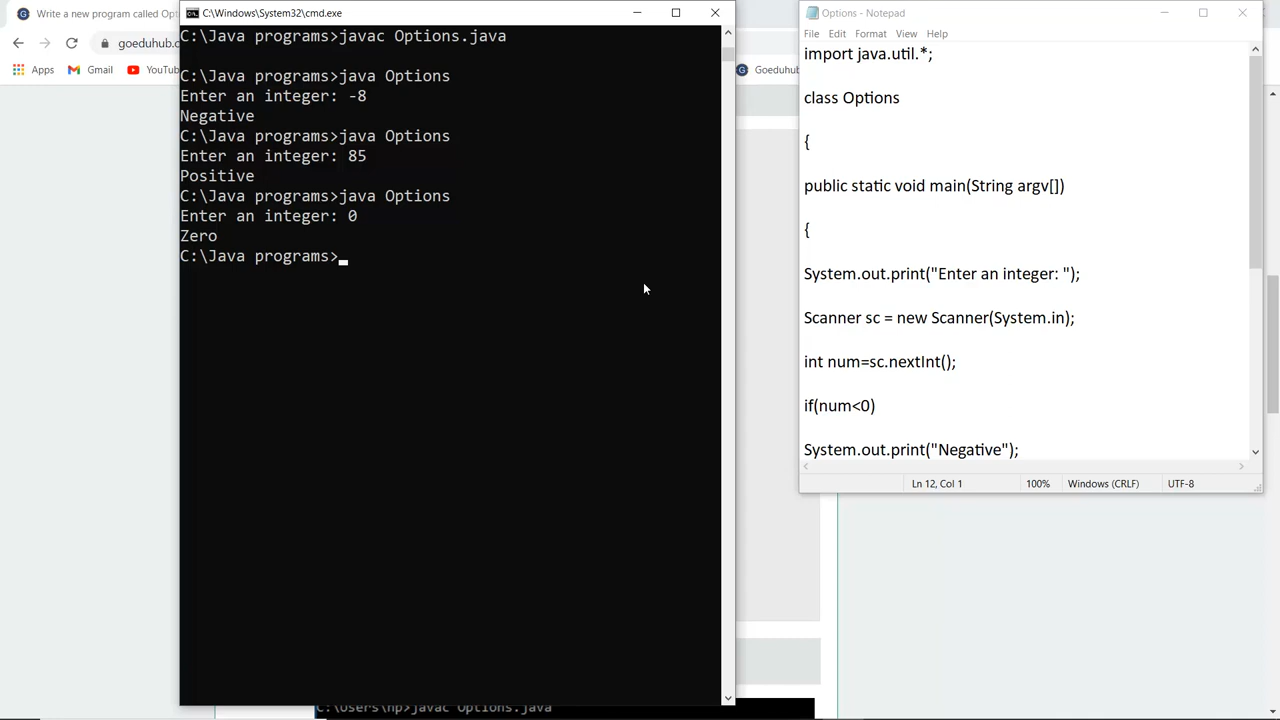 Write a new program called Opti
C:\Windows\System32\cmd.exe
Options - Notepad
goeduhub.c
Apps
Gmail
YouTub
Goeduhub
C:\Java programs>javac Options.java
C:\Java programs>java Options
Enter an integer: -8
Negative
C:\Java programs>java Options
Enter an integer: 85
Positive
C:\Java programs>java Options
Enter an integer: 0
Zero
C:\Java programs>
File Edit Format View Help
import java.util.*;
class Options
{
public static void main(String argv[])
{
System.out.print("Enter an integer: ");
Scanner sc = new Scanner(System.in);
int num=sc.nextInt();
if(num<0)
System.out.print("Negative");
Ln 12, Col 1
100%
Windows (CRLF)
UTF-8
C:\Users\hp>javac Options.java